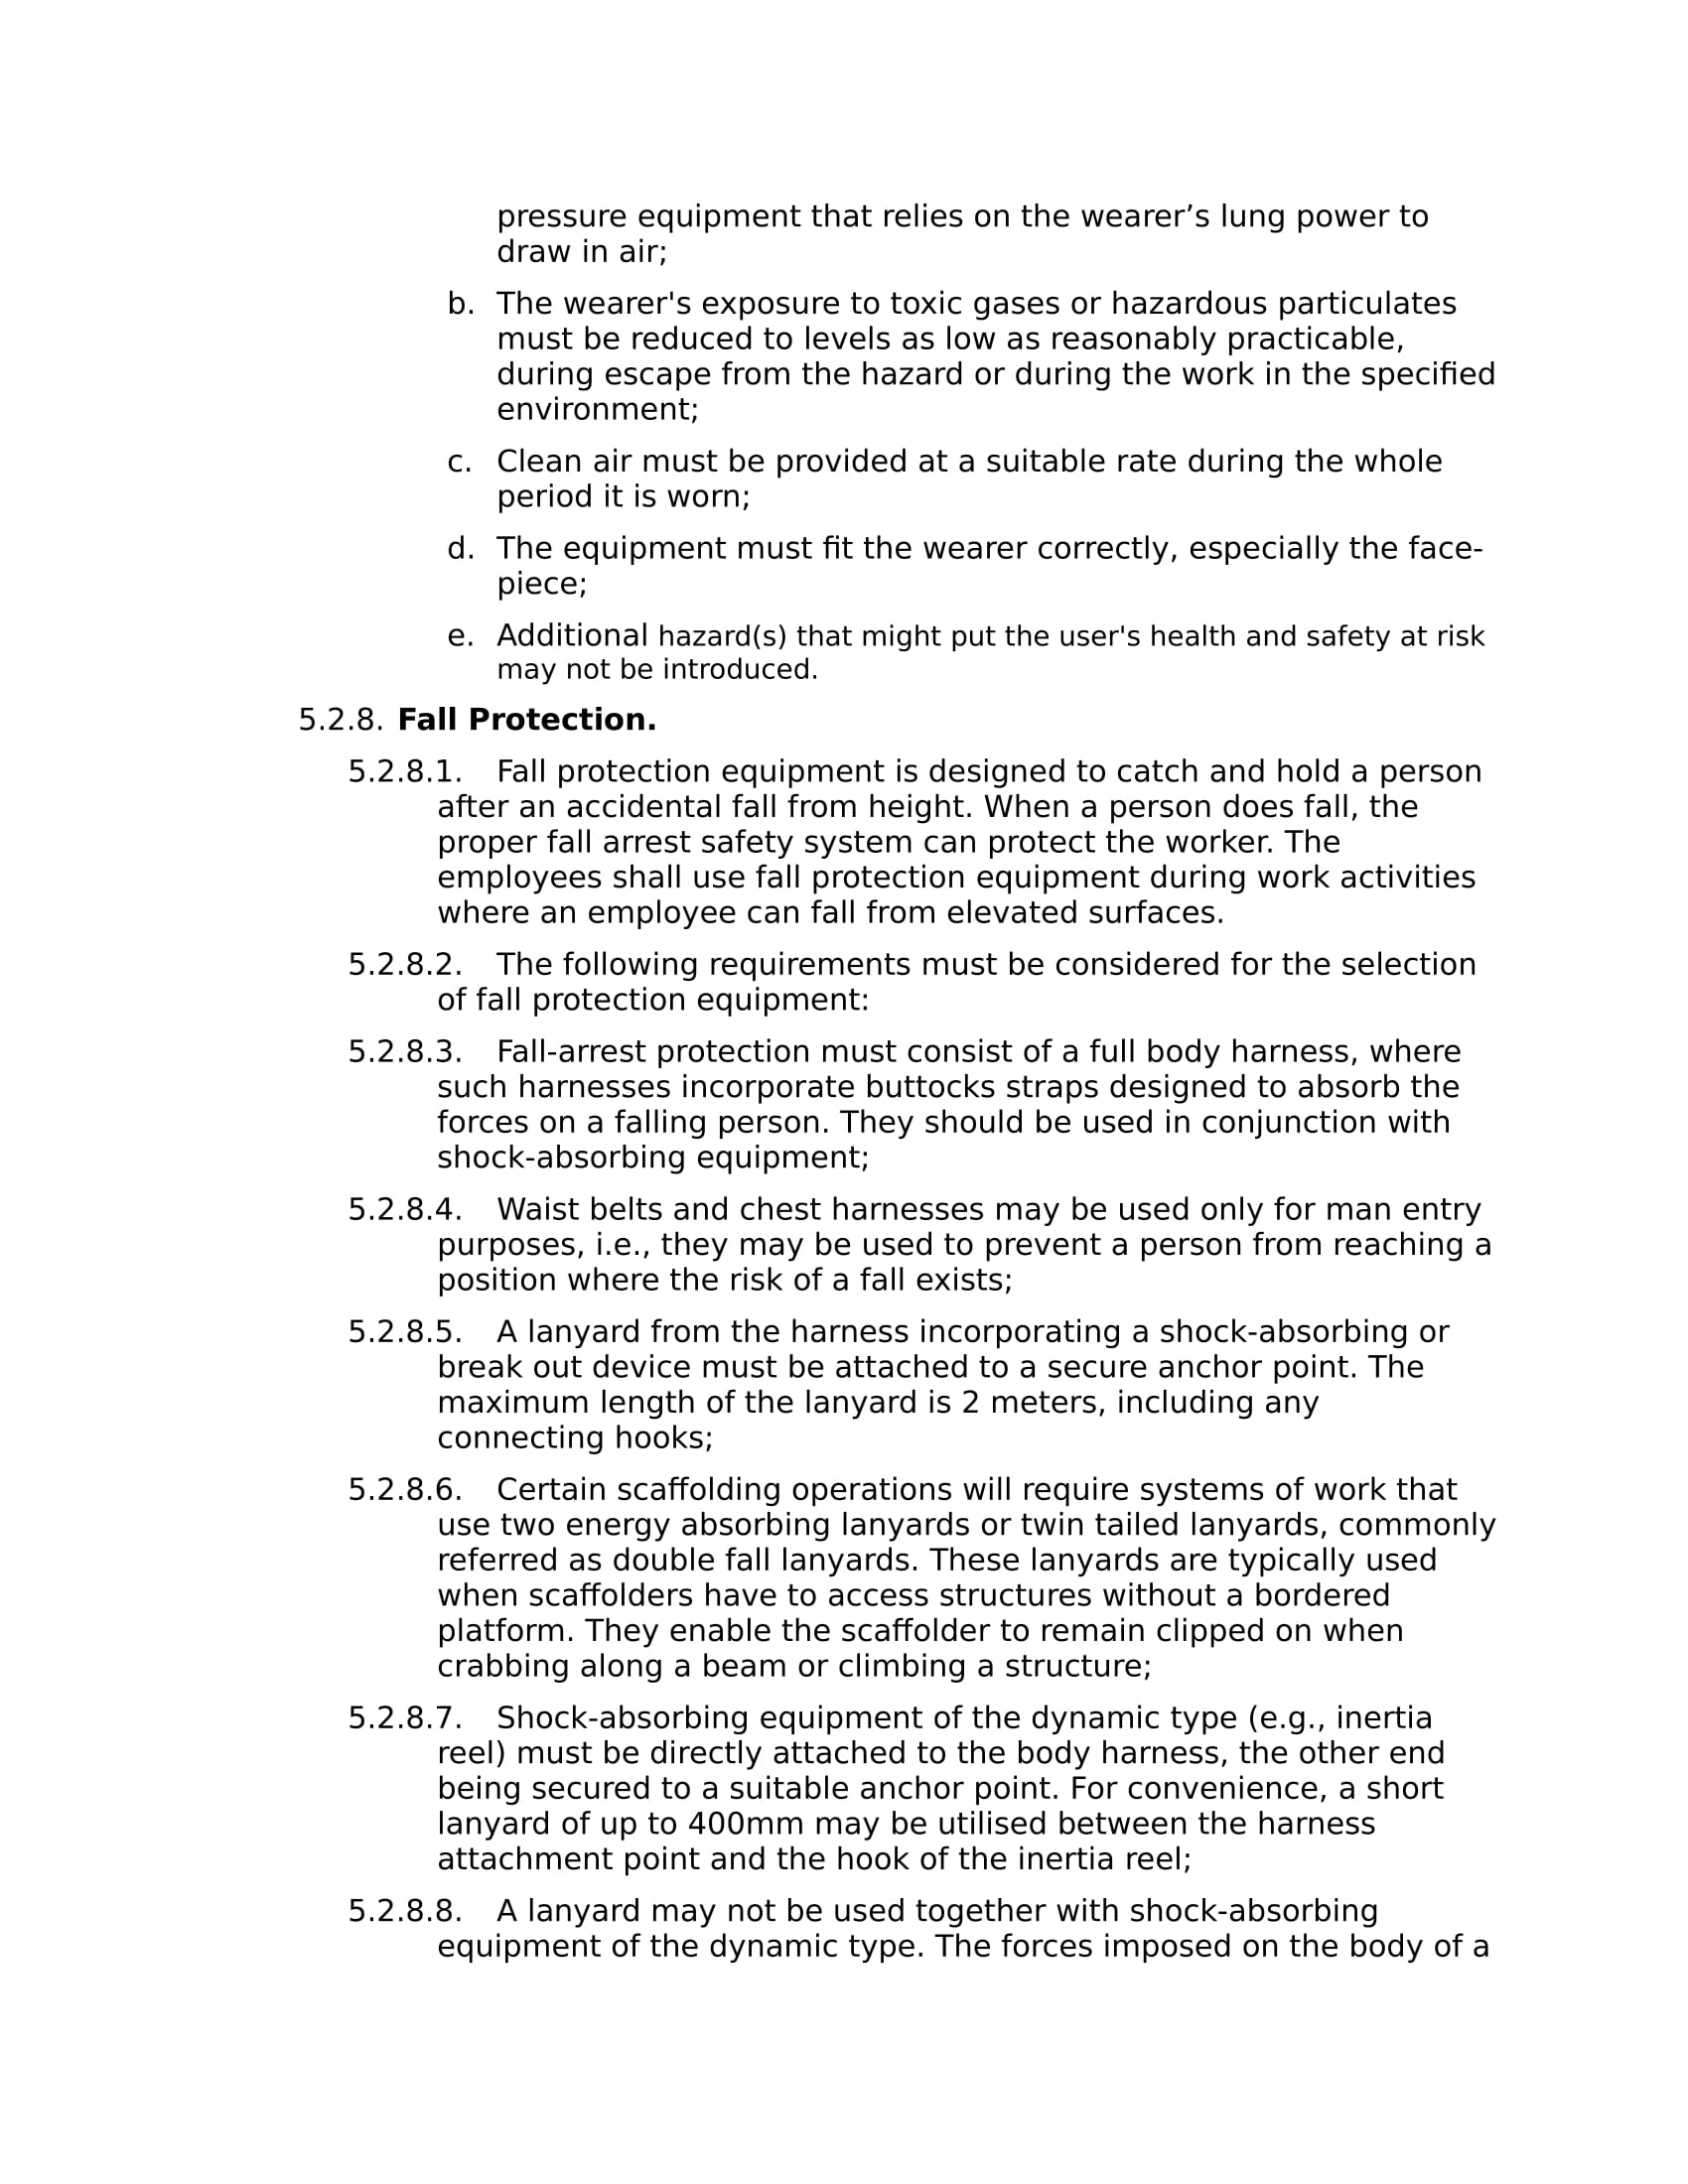 pressure equipment that relies on the wearer’s lung power to
draw in air;
b. The wearer's exposure to toxic gases or hazardous particulates
must be reduced to levels as low as reasonably practicable,
during escape from the hazard or during the work in the specified
environment;
c. Clean air must be provided at a suitable rate during the whole
period it is worn;
d. The equipment must fit the wearer correctly, especially the face-
piece;
e. Additional hazard(s) that might put the user's health and safety at risk
may not be introduced.
5.2.8. Fall Protection.
5.2.8.1. Fall protection equipment is designed to catch and hold a person
after an accidental fall from height. When a person does fall, the
proper fall arrest safety system can protect the worker. The
employees shall use fall protection equipment during work activities
where an employee can fall from elevated surfaces.
5.2.8.2. The following requirements must be considered for the selection
of fall protection equipment:
5.2.8.3. Fall-arrest protection must consist of a full body harness, where
such harnesses incorporate buttocks straps designed to absorb the
forces on a falling person. They should be used in conjunction with
shock-absorbing equipment;
5.2.8.4. Waist belts and chest harnesses may be used only for man entry
purposes, i.e., they may be used to prevent a person from reaching a
position where the risk of a fall exists;
5.2.8.5. A lanyard from the harness incorporating a shock-absorbing or
break out device must be attached to a secure anchor point. The
maximum length of the lanyard is 2 meters, including any
connecting hooks;
5.2.8.6. Certain scaffolding operations will require systems of work that
use two energy absorbing lanyards or twin tailed lanyards, commonly
referred as double fall lanyards. These lanyards are typically used
when scaffolders have to access structures without a bordered
platform. They enable the scaffolder to remain clipped on when
crabbing along a beam or climbing a structure;
5.2.8.7. Shock-absorbing equipment of the dynamic type (e.g., inertia
reel) must be directly attached to the body harness, the other end
being secured to a suitable anchor point. For convenience, a short
lanyard of up to 400mm may be utilised between the harness
attachment point and the hook of the inertia reel;
5.2.8.8. A lanyard may not be used together with shock-absorbing
equipment of the dynamic type. The forces imposed on the body of a